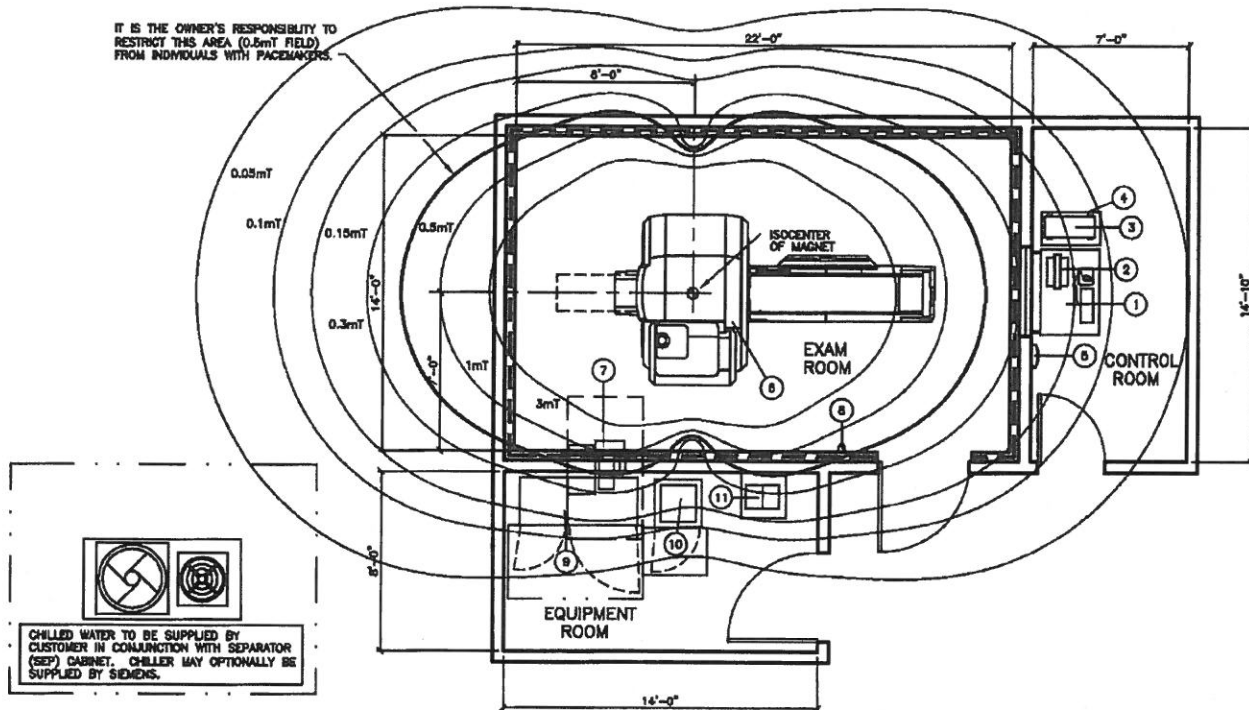 IT IS THE OWNER'S RESPONSIBLITY TO
RESTRICT THIS AREA (0.5mT FIELD)
FROM INDIVIDUALS WITH PACEMAKERS.
22'-0"
7'-0"
8'-0"
0.05mT
0.1mT
0.15mT
0.5mT
0.3mT
1mT
3mT
14'-0"
ISOCENTER
OF MAGNET
4
3
2
1
5
14'-10"
CONTROL
ROOM
EXAM
ROOM
6
7
8
11
10
9
8'-0"
EQUIPMENT
ROOM
14'-0"
CHILLED WATER TO BE SUPPLIED BY
CUSTOMER IN CONJUNCTION WITH SEPARATOR
(SEP) CABINET. CHILLER MAY OPTIONALLY BE
SUPPLIED BY SIEMENS.